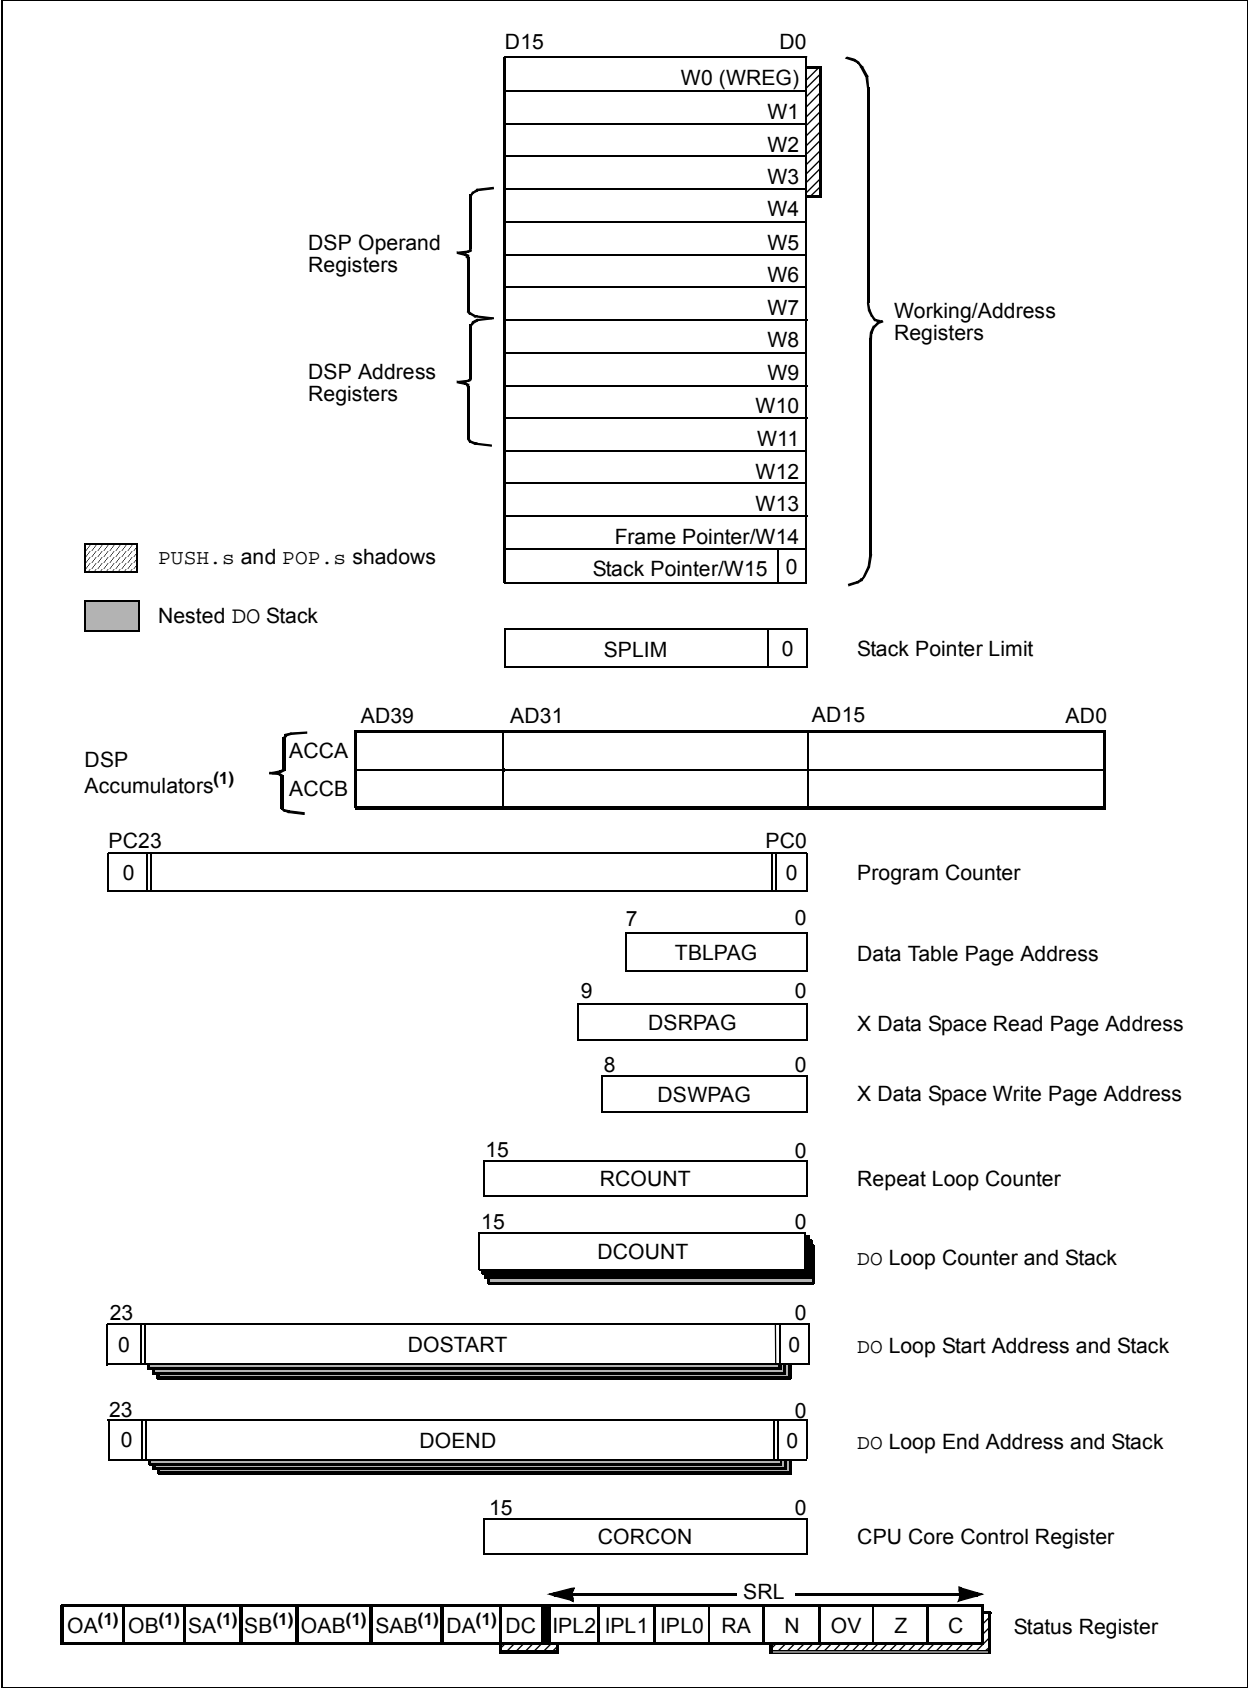 D15 D0
W0 (WREG)
W1
W2
W3
W4
DSP Operand
Registers
W5
W6
W7
Working/Address
Registers
W8
DSP Address
Registers
W9
W10
W11
W12
W13
Frame Pointer/W14
PUSH.s and POP.s shadows
Stack Pointer/W15 0
Nested DO Stack
SPLIM 0 Stack Pointer Limit
AD39 AD31 AD15 AD0
DSP
Accumulators(1)
ACCA
ACCB
PC23 PC0
0 0 Program Counter
7 0
TBLPAG Data Table Page Address
9 0
DSRPAG X Data Space Read Page Address
8 0
DSWPAG X Data Space Write Page Address
15 0
RCOUNT Repeat Loop Counter
15 0
DCOUNT DO Loop Counter and Stack
23 0
0 DOSTART 0 DO Loop Start Address and Stack
23 0
0 DOEND 0 DO Loop End Address and Stack
15 0
CORCON CPU Core Control Register
SRL
OA(1) OB(1) SA(1) SB(1) OAB(1) SAB(1) DA(1) DC IPL2 IPL1 IPL0 RA N OV Z C Status Register